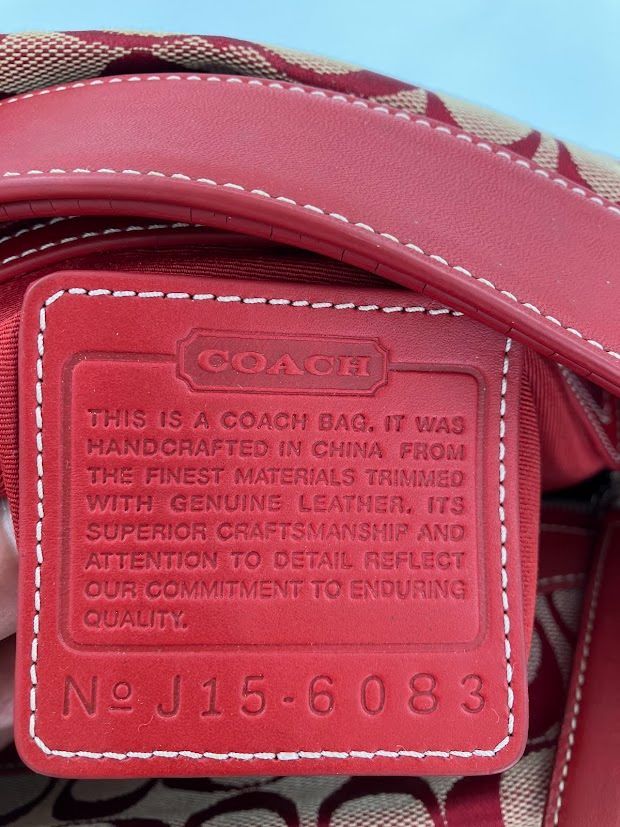 COACH
THIS IS A COACH BAG. IT WAS
HANDCRAFTED IN CHINA FROM
THE FINEST MATERIALS TRIMMED
WITH GENUINE LEATHER. ITS
SUPERIOR CRAFTSMANSHIP AND
ATTENTION TO DETAIL REFLECT
OUR COMMITMENT TO ENDURING
QUALITY.
Nº J15-6083